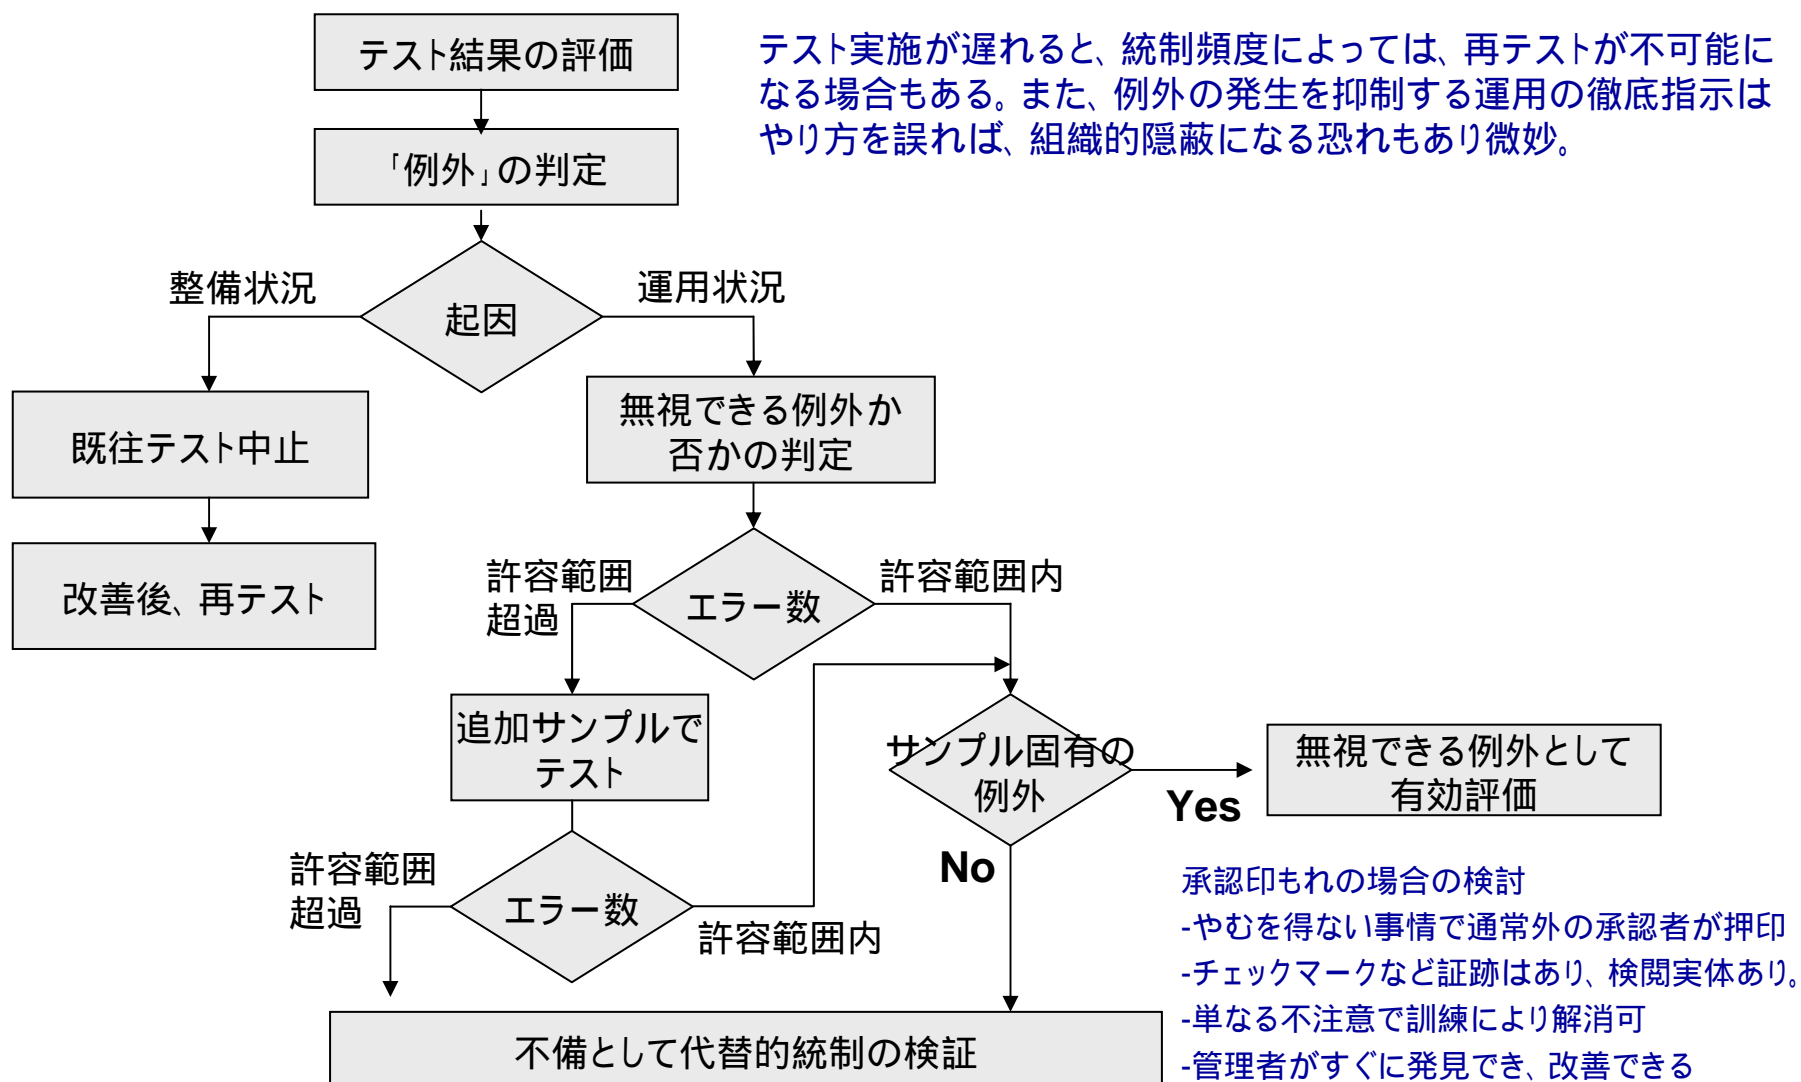 テスト結果の評価
テスト実施が遅れると、統制頻度によっては、再テストが不可能に
なる場合もある。また、例外の発生を抑制する運用の徹底指示は
やり方を誤れば、組織的隠蔽になる恐れもあり微妙。
「例外」の判定
整備状況
運用状況
起因
無視できる例外か
否かの判定
既往テスト中止
改善後、再テスト
許容範囲
超過
エラー数
許容範囲内
追加サンプルで
テスト
サンプル固有の
例外
無視できる例外として
有効評価
Yes
No
許容範囲
超過
エラー数
許容範囲内
承認印もれの場合の検討
-やむを得ない事情で通常外の承認者が押印
-チェックマークなど証跡はあり、検閲実体あり。
-単なる不注意で訓練により解消可
-管理者がすぐに発見でき、改善できる
不備として代替的統制の検証